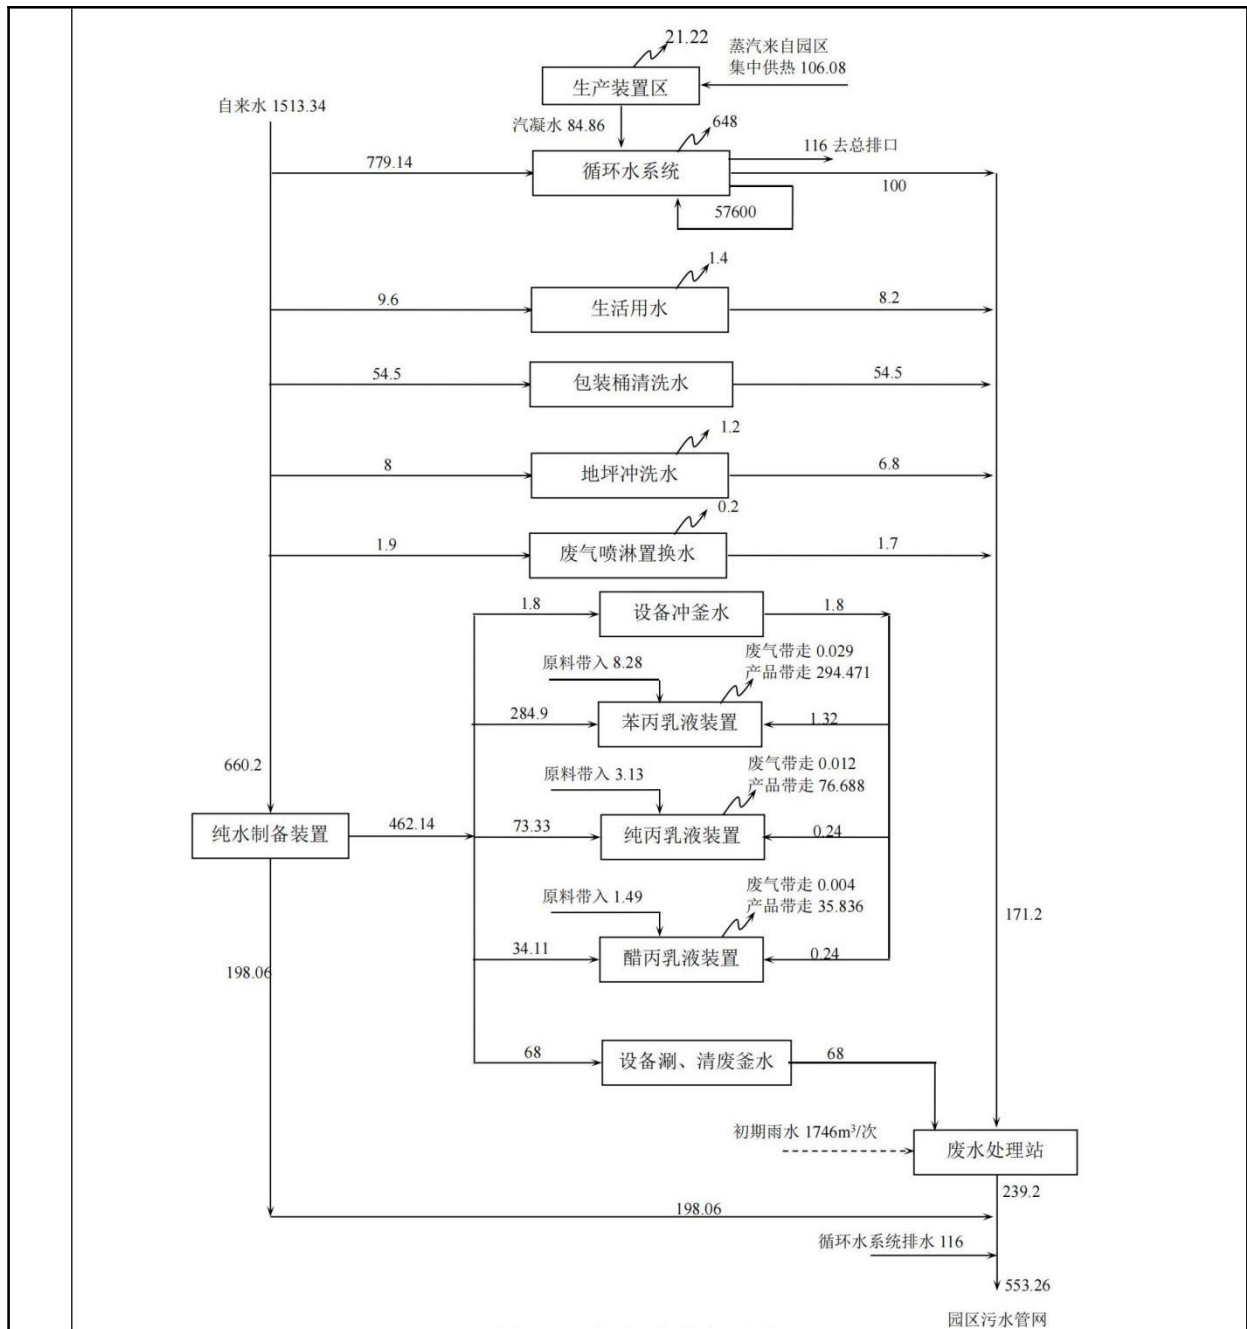 21.22
蒸汽来自园区
集中供热 106.08
生产装置区
自来水 1513.34
汽凝水 84.86
648
116 去总排口
779.14
循环水系统
100
57600
1.4
9.6
生活用水
8.2
54.5
包装桶清洗水
54.5
1.2
8
地坪冲洗水
6.8
0.2
1.9
废气喷淋置换水
1.7
1.8
设备冲釜水
1.8
原料带入 8.28
废气带走 0.029
产品带走 294.471
284.9
苯丙乳液装置
1.32
660.2
原料带入 3.13
废气带走 0.012
产品带走 76.688
纯水制备装置
462.14
73.33
纯丙乳液装置
0.24
原料带入 1.49
废气带走 0.004
产品带走 35.836
171.2
34.11
醋丙乳液装置
0.24
198.06
68
设备涮、清废釜水
68
初期雨水 1746m³/次
废水处理站
239.2
198.06
循环水系统排水 116
553.26
园区污水管网